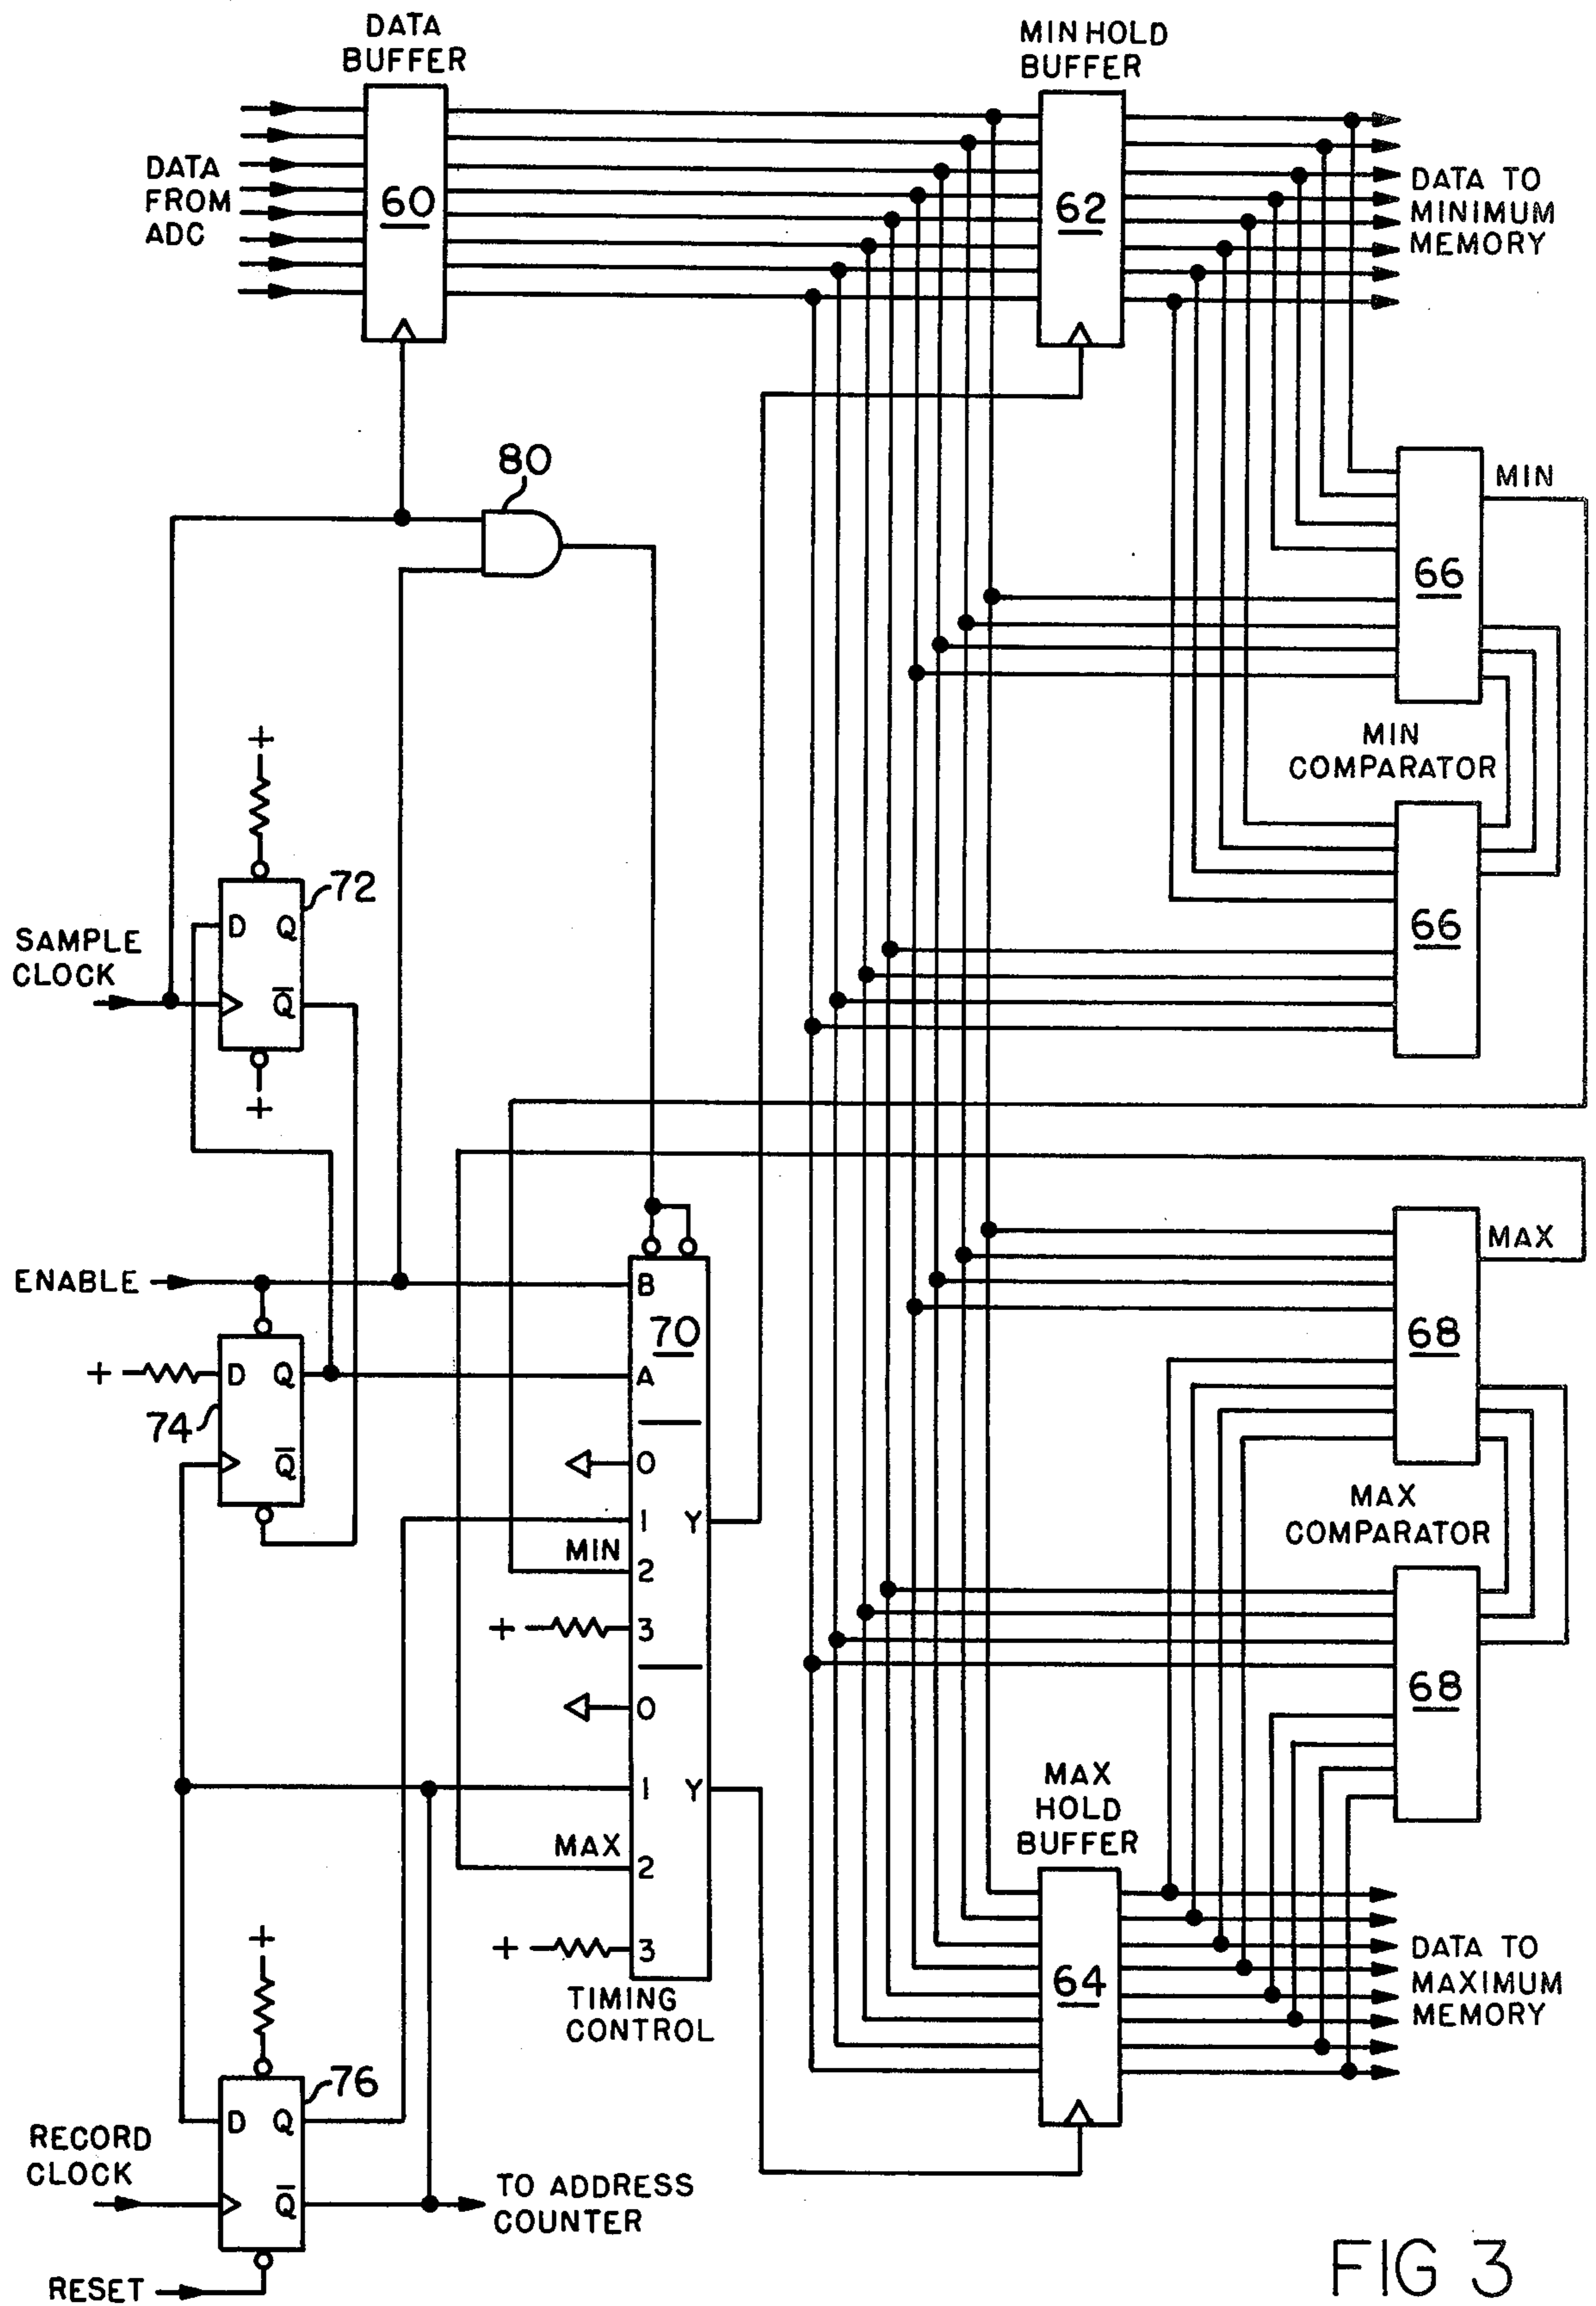 DATA
BUFFER
MIN HOLD
BUFFER
DATA
FROM
ADC
60
62
DATA TO
MINIMUM
MEMORY
80
MIN
66
MIN
COMPARATOR
66
+
72
D Q
SAMPLE
CLOCK
Q̅
+
MAX
ENABLE
B
70
68
+
D Q
A
74
Q̅
0
1 Y
MIN
2
MAX
COMPARATOR
+
3
68
0
1 Y
MAX
HOLD
BUFFER
MAX
2
+
+
3
TIMING
CONTROL
64
DATA TO
MAXIMUM
MEMORY
76
D Q
RECORD
CLOCK
Q̅
TO ADDRESS
COUNTER
RESET
FIG 3